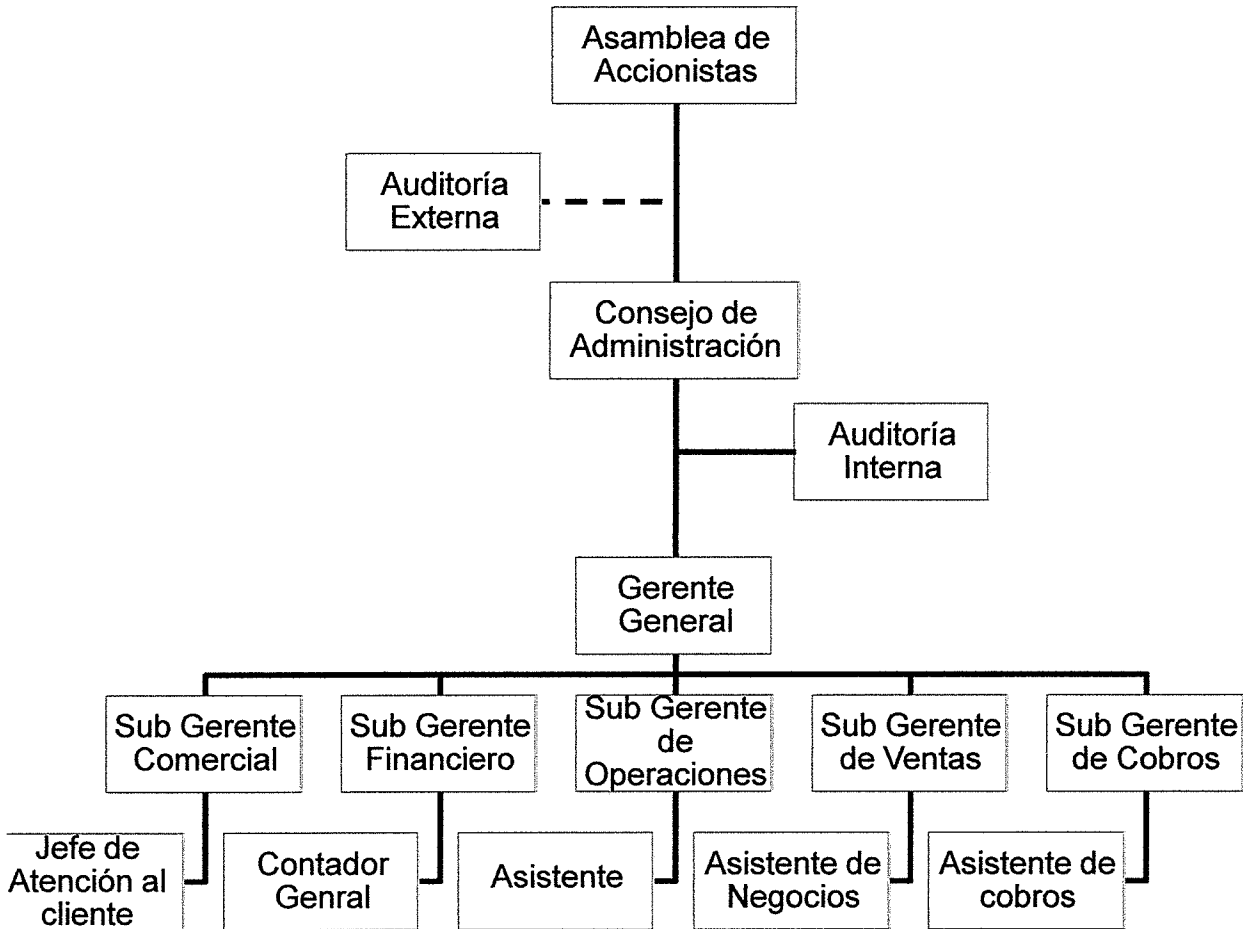 Asamblea de
Accionistas
Auditoría
Externa
Consejo de
Administración
Auditoría
Interna
Gerente
General
Sub Gerente
Comercial
Sub Gerente
Financiero
Sub Gerente
de
Operaciones
Sub Gerente
de Ventas
Sub Gerente
de Cobros
Jefe de
Atención al
cliente
Contador
Genral
Asistente
Asistente de
Negocios
Asistente de
cobros